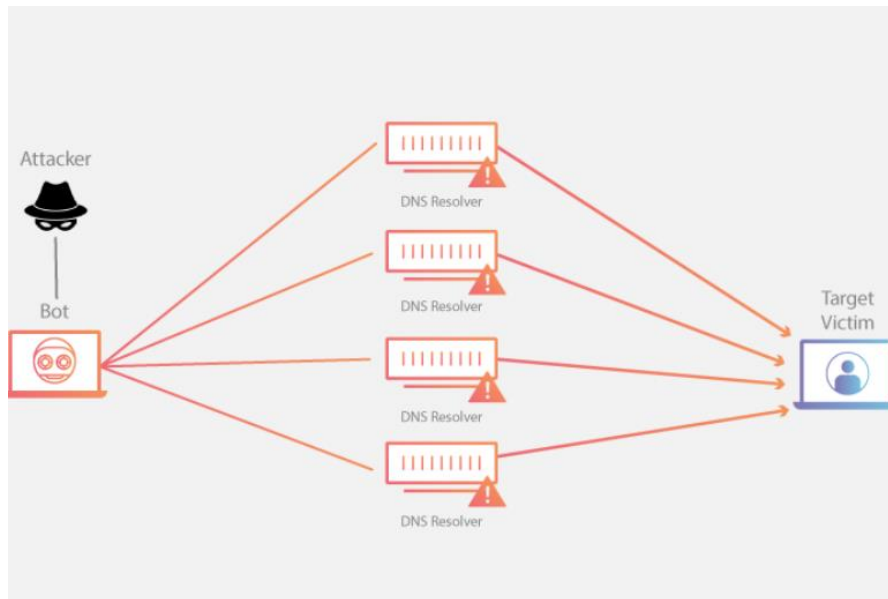 Attacker
Bot
DNS Resolver
DNS Resolver
DNS Resolver
DNS Resolver
Target
Victim